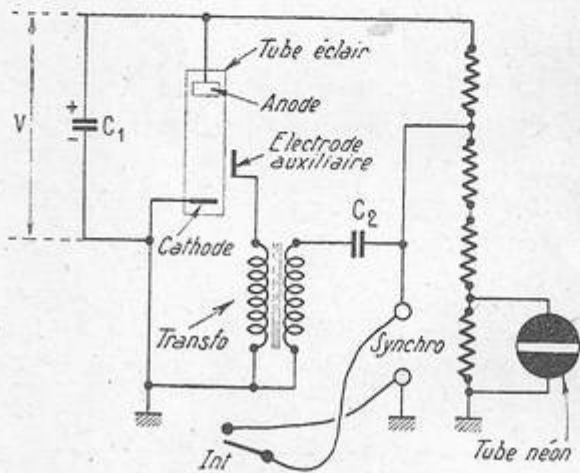 Tube éclair
Anode
V
+
C1
-
Electrode
auxiliaire
C2
Cathode
Transfo
Synchro
Int
Tube néon